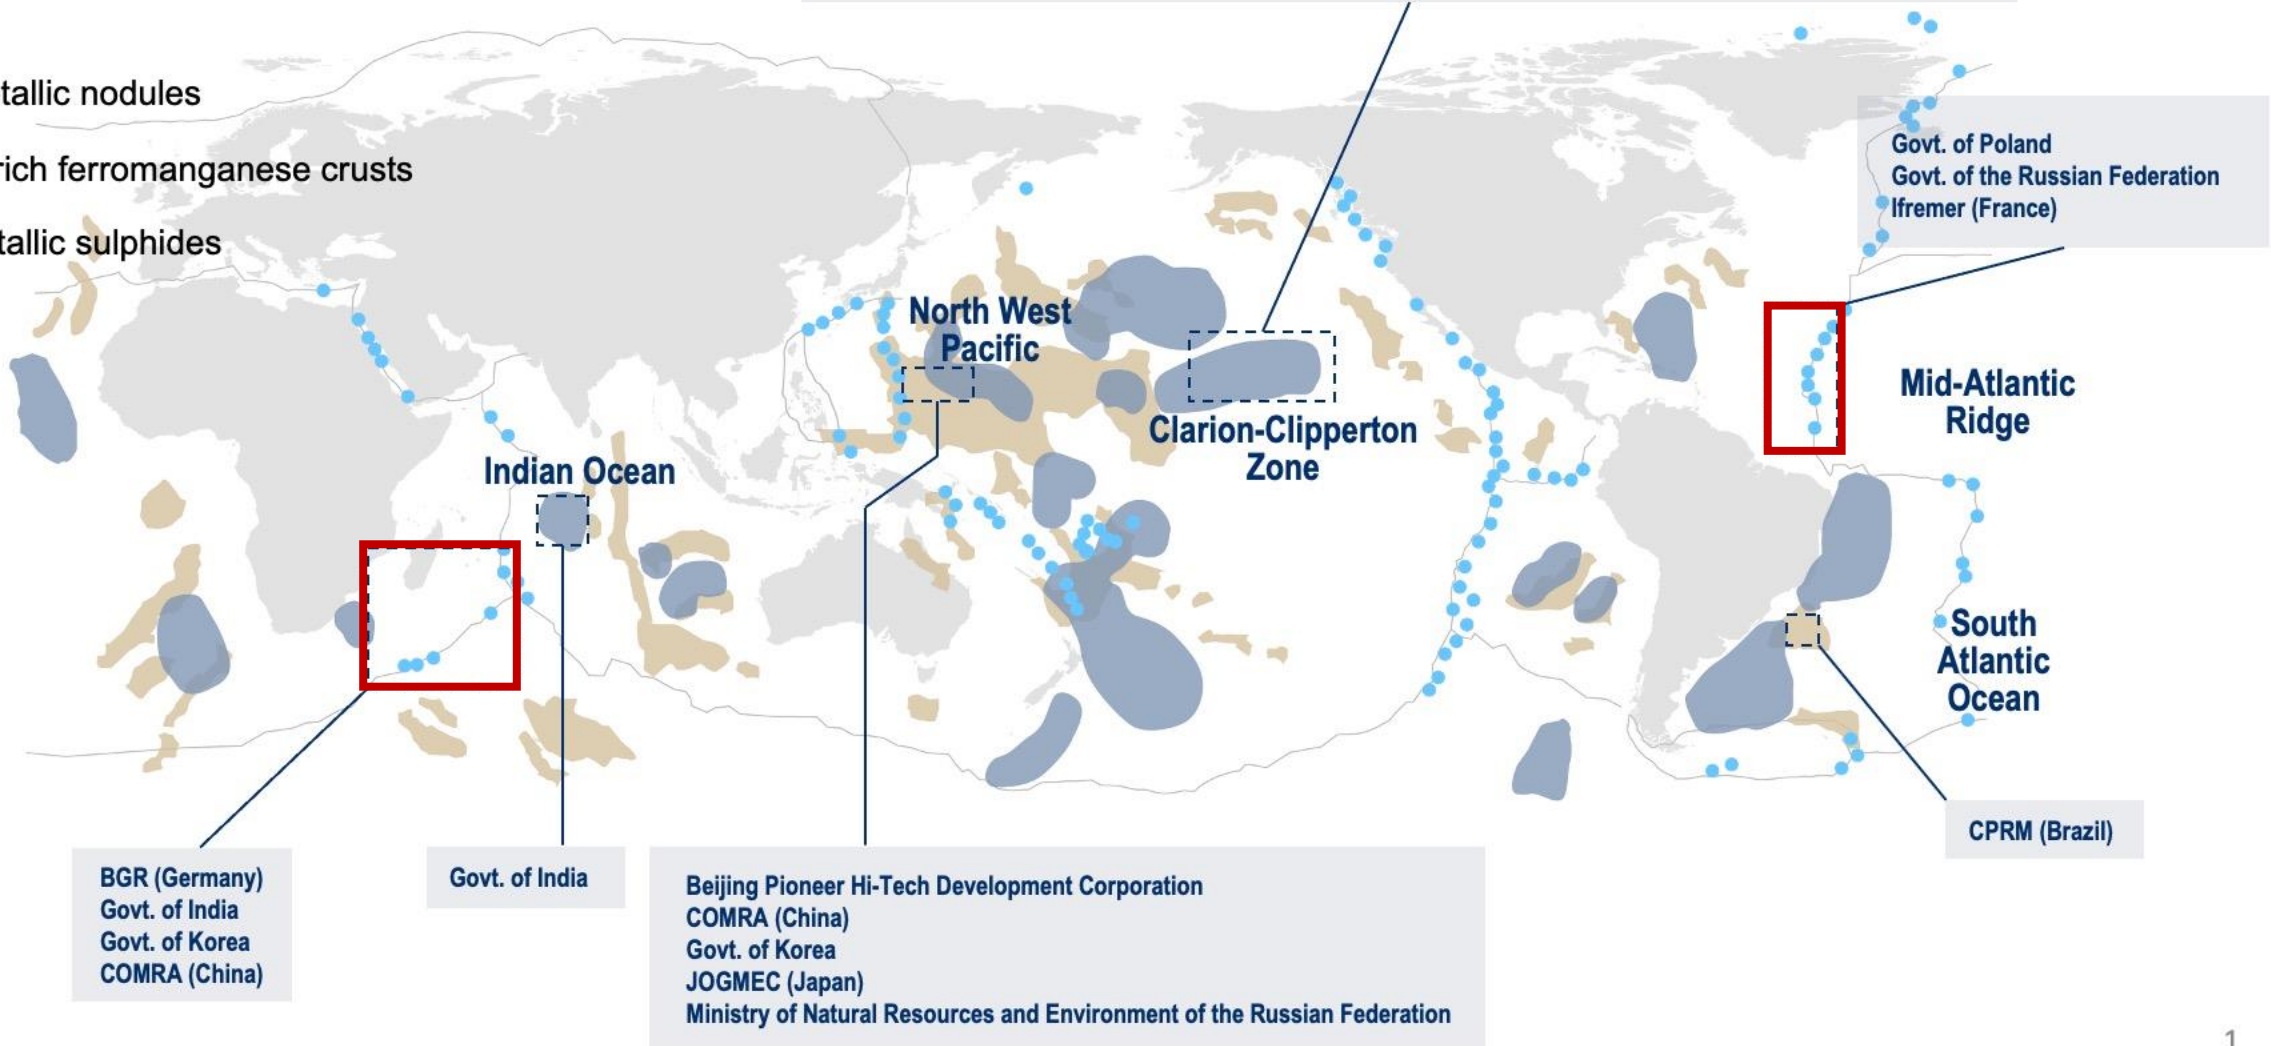 tallic nodules
rich ferromanganese crusts
tallic sulphides
Govt. of Poland
Govt. of the Russian Federation
Ifremer (France)
North West
Pacific
Clarion-Clipperton
Zone
Mid-Atlantic
Ridge
Indian Ocean
South
Atlantic
Ocean
CPRM (Brazil)
BGR (Germany)
Govt. of India
Govt. of Korea
COMRA (China)
Govt. of India
Beijing Pioneer Hi-Tech Development Corporation
COMRA (China)
Govt. of Korea
JOGMEC (Japan)
Ministry of Natural Resources and Environment of the Russian Federation
1